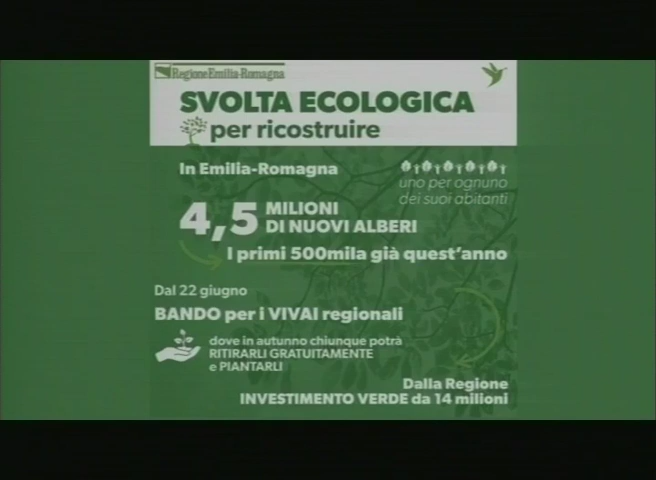 Regione Emilia-Romagna
SVOLTA ECOLOGICA
per ricostruire
In Emilia-Romagna
uno per ognuno
dei suoi abitanti
4,5 MILIONI
DI NUOVI ALBERI
I primi 500mila già quest'anno
Dal 22 giugno
BANDO per i VIVAI regionali
dove in autunno chiunque potrà
RITIRARLI GRATUITAMENTE
e PIANTARLI
Dalla Regione
INVESTIMENTO VERDE da 14 milioni